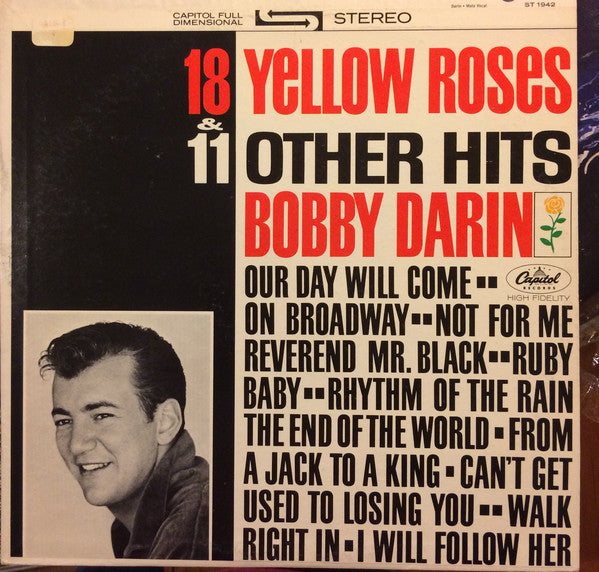 CAPITOL FULL
DIMENSIONAL
STEREO
Darin • Male Vocal
ST 1942
18 YELLOW ROSES
&
11 OTHER HITS
BOBBY DARIN
OUR DAY WILL COME▪▪
Capitol
RECORDS
HIGH FIDELITY
ON BROADWAY▪▪NOT FOR ME
REVEREND MR. BLACK▪▪RUBY
BABY▪▪RHYTHM OF THE RAIN
THE END OF THE WORLD▪FROM
A JACK TO A KING▪CAN'T GET
USED TO LOSING YOU▪▪WALK
RIGHT IN▪I WILL FOLLOW HER